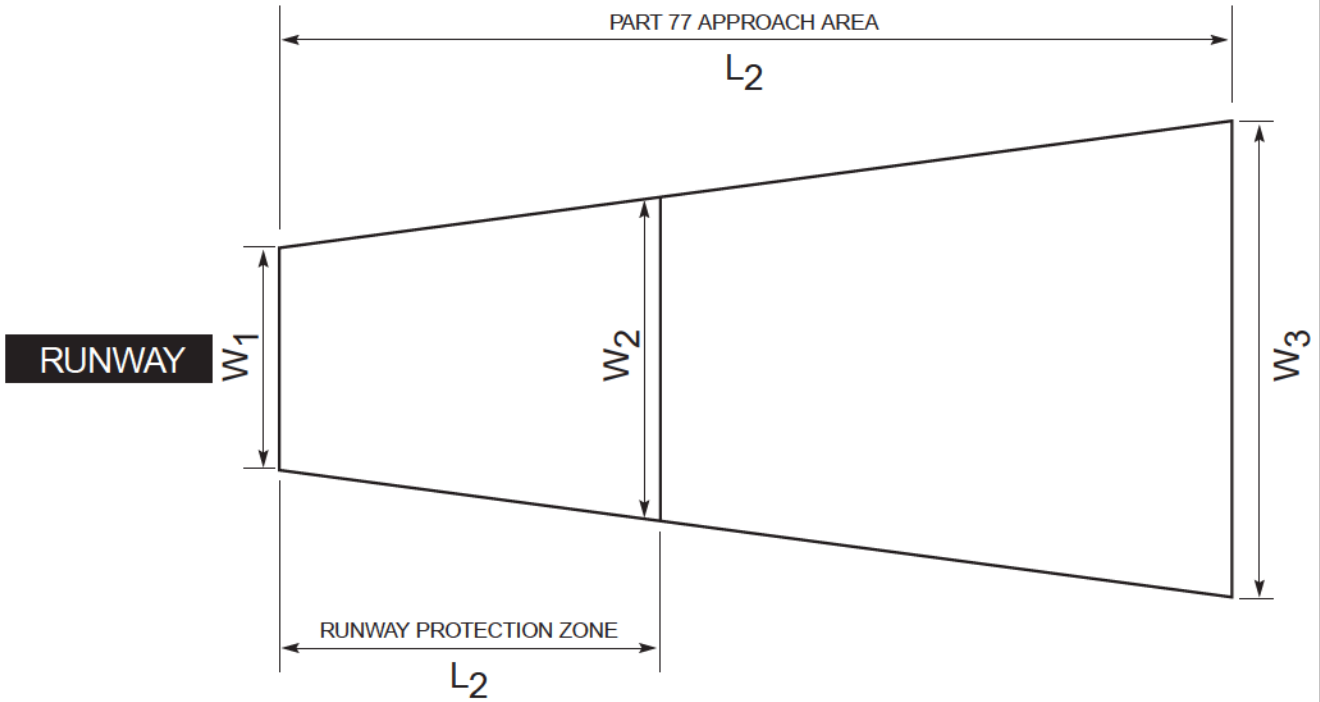 PART 77 APPROACH AREA
L2
RUNWAY
W1
W2
W3
RUNWAY PROTECTION ZONE
L2